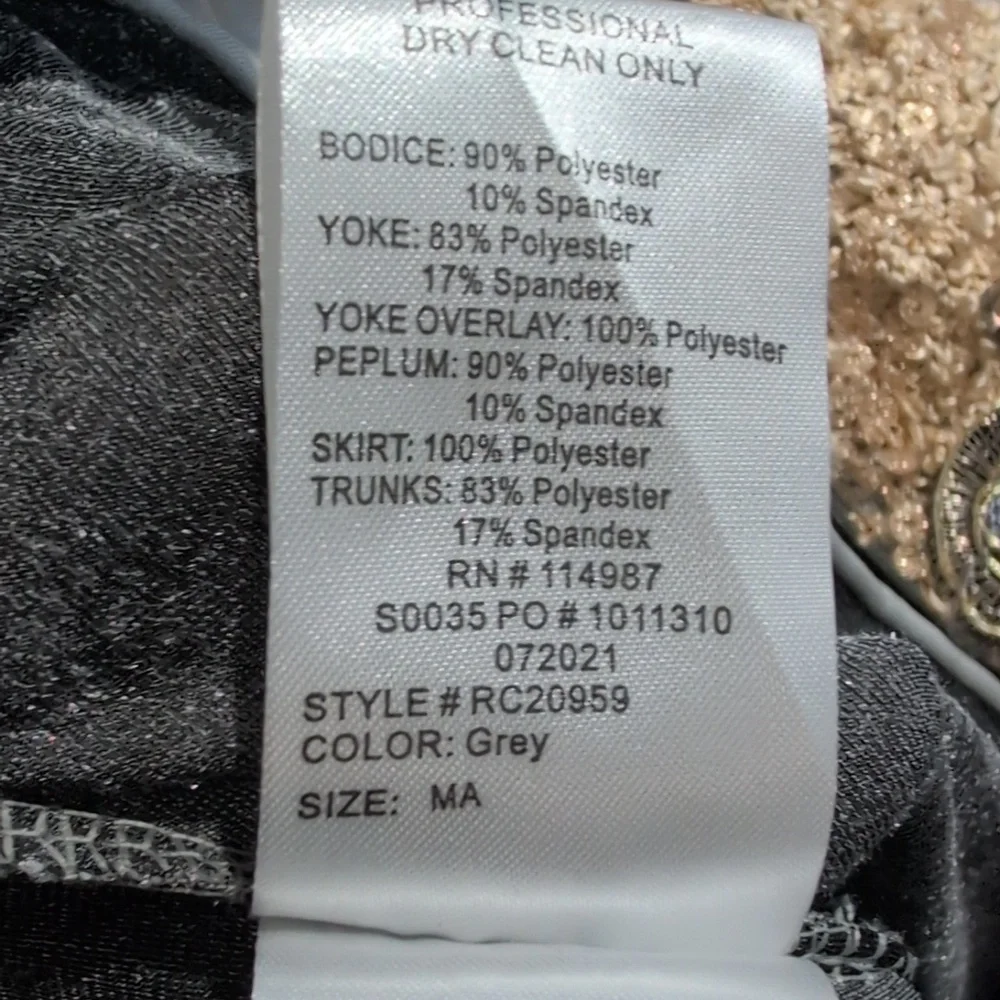 PROFESSIONAL
DRY CLEAN ONLY
BODICE: 90% Polyester
10% Spandex
YOKE: 83% Polyester
17% Spandex
YOKE OVERLAY: 100% Polyester
PEPLUM: 90% Polyester
10% Spandex
SKIRT: 100% Polyester
TRUNKS: 83% Polyester
17% Spandex
RN # 114987
S0035 PO # 1011310
072021
STYLE # RC20959
COLOR: Grey
SIZE: MA